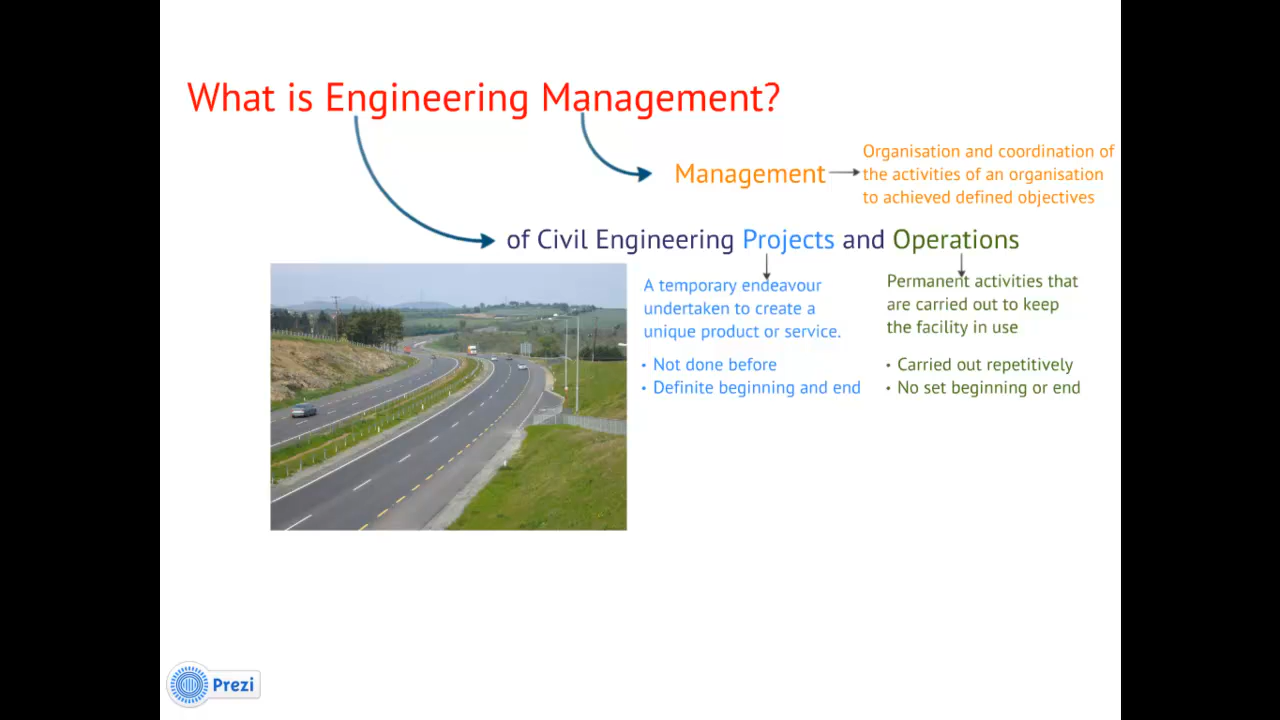 What is Engineering Management?
Management
Organisation and coordination of
the activities of an organisation
to achieved defined objectives
of Civil Engineering Projects and Operations
A temporary endeavour
undertaken to create a
unique product or service.
• Not done before
• Definite beginning and end
Permanent activities that
are carried out to keep
the facility in use
• Carried out repetitively
• No set beginning or end
Prezi